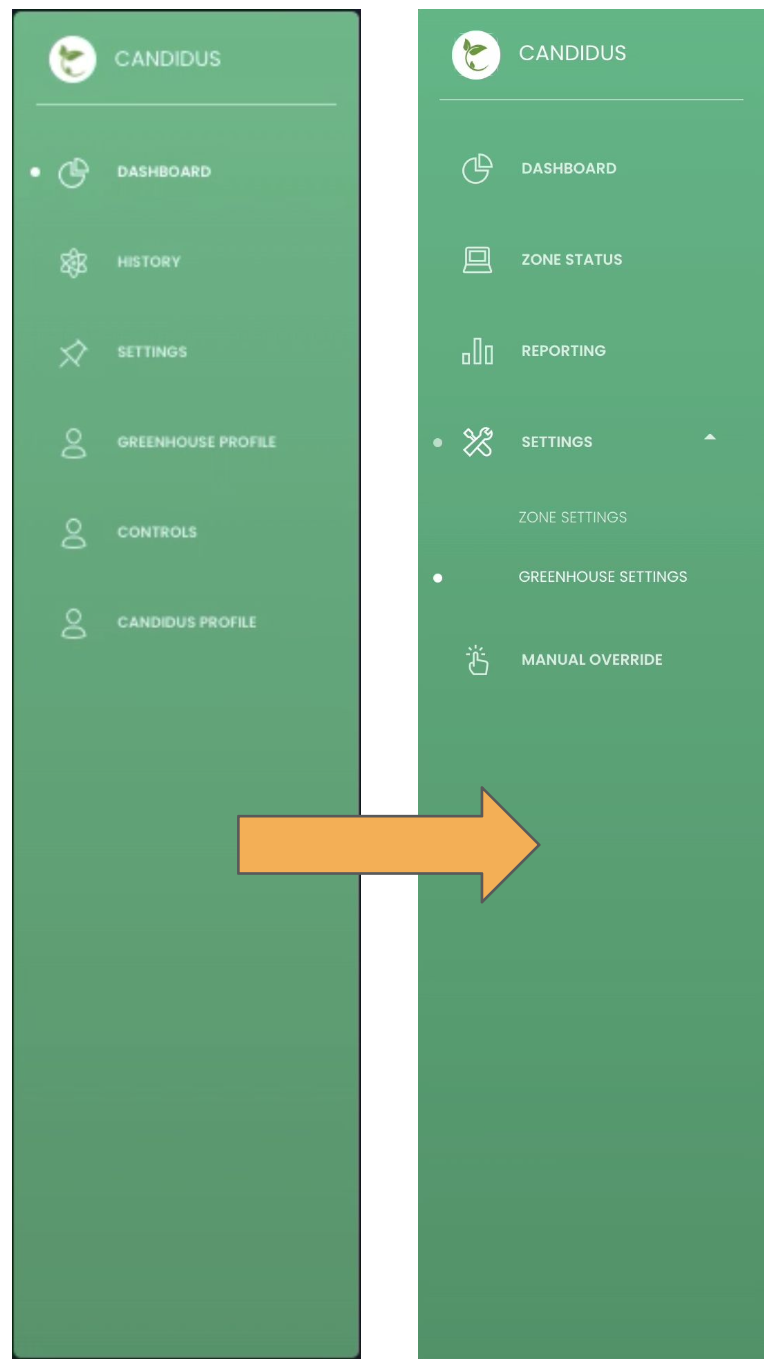 CANDIDUS
DASHBOARD
HISTORY
SETTINGS
GREENHOUSE PROFILE
CONTROLS
CANDIDUS PROFILE
CANDIDUS
DASHBOARD
ZONE STATUS
REPORTING
SETTINGS
ZONE SETTINGS
GREENHOUSE SETTINGS
MANUAL OVERRIDE